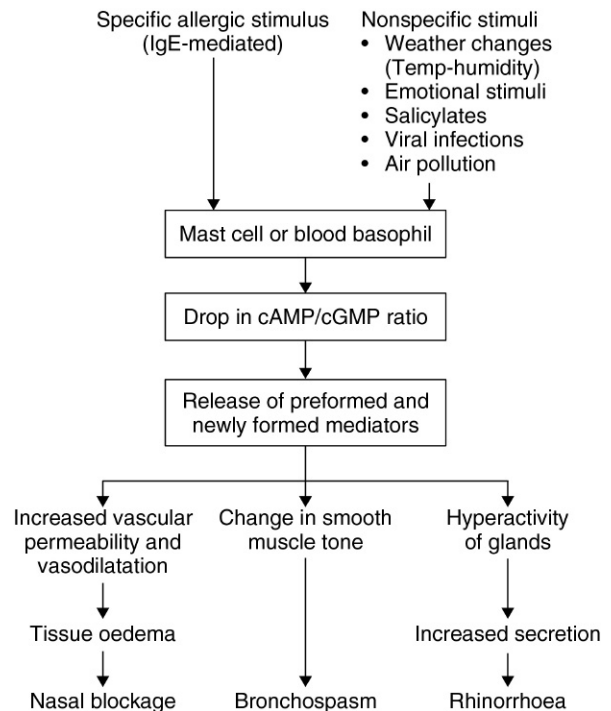 Specific allergic stimulus
(IgE-mediated)
Nonspecific stimuli
• Weather changes
(Temp-humidity)
• Emotional stimuli
• Salicylates
• Viral infections
• Air pollution
Mast cell or blood basophil
Drop in cAMP/cGMP ratio
Release of preformed and
newly formed mediators
Increased vascular
permeability and
vasodilatation
Change in smooth
muscle tone
Hyperactivity
of glands
Tissue oedema
Increased secretion
Nasal blockage
Bronchospasm
Rhinorrhoea